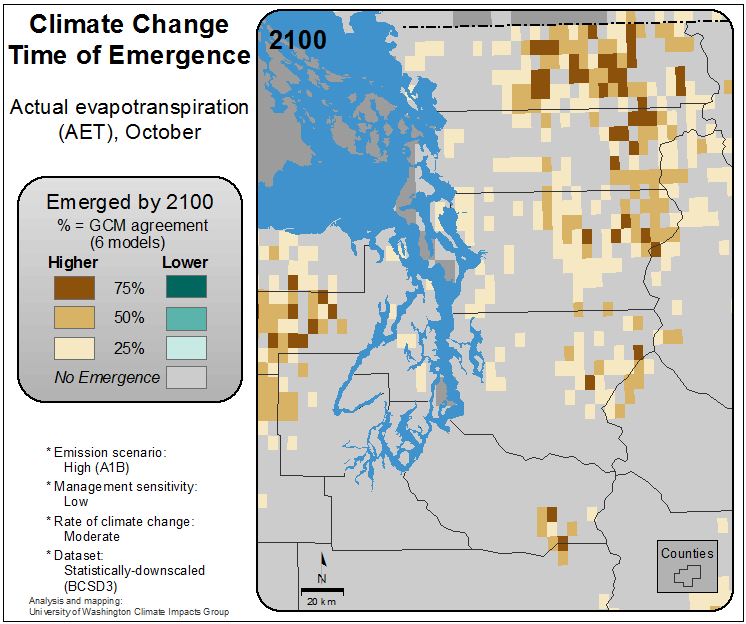 Climate Change
Time of Emergence
Actual evapotranspiration
(AET), October
Emerged by 2100
% = GCM agreement
(6 models)
Higher Lower
75%
50%
25%
No Emergence
* Emission scenario:
High (A1B)
* Management sensitivity:
Low
* Rate of climate change:
Moderate
* Dataset:
Statistically-downscaled
(BCSD3)
Analysis and mapping:
University of Washington Climate Impacts Group
2100
N
20 km
Counties